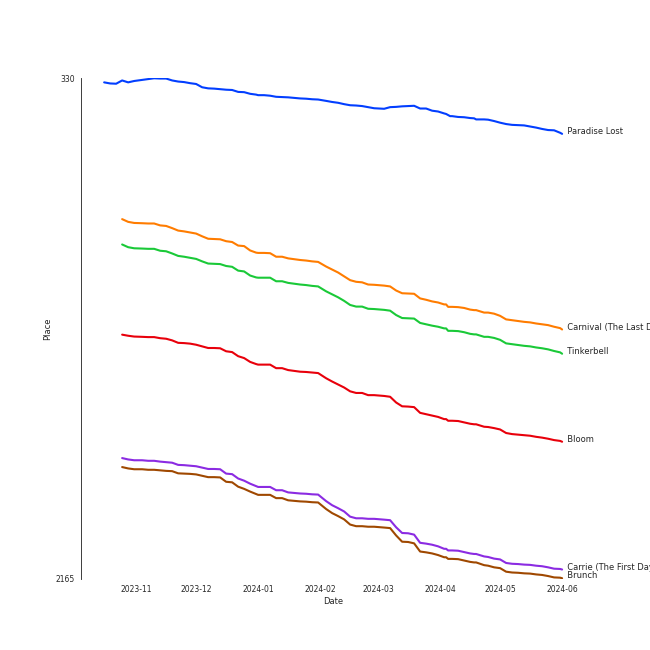 330
Paradise Lost
Carnival (The Last D
Place
Tinkerbell
Bloom
Carrie (The First Day
Brunch
2165
2023-11 2023-12 2024-01 2024-02 2024-03 2024-04 2024-05 2024-06
Date